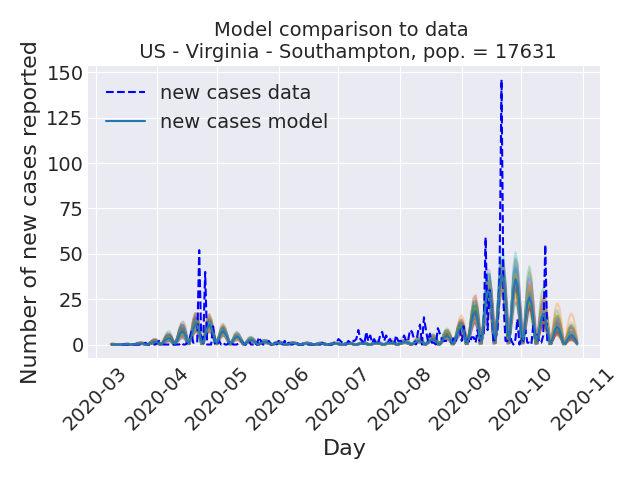 Model comparison to data
US - Virginia - Southampton, pop. = 17631
Number of new cases reported
150
125
100
75
50
25
0
new cases data
new cases model
2020-03
2020-04
2020-05
2020-06
2020-07
2020-08
2020-09
2020-10
2020-11
Day